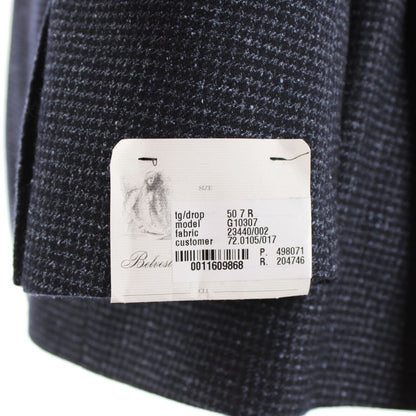 SIZE
tg/drop 50 7 R
model G10307
fabric 23440/002
customer 72.0105/017
P. 498071
0011609868 R. 204746